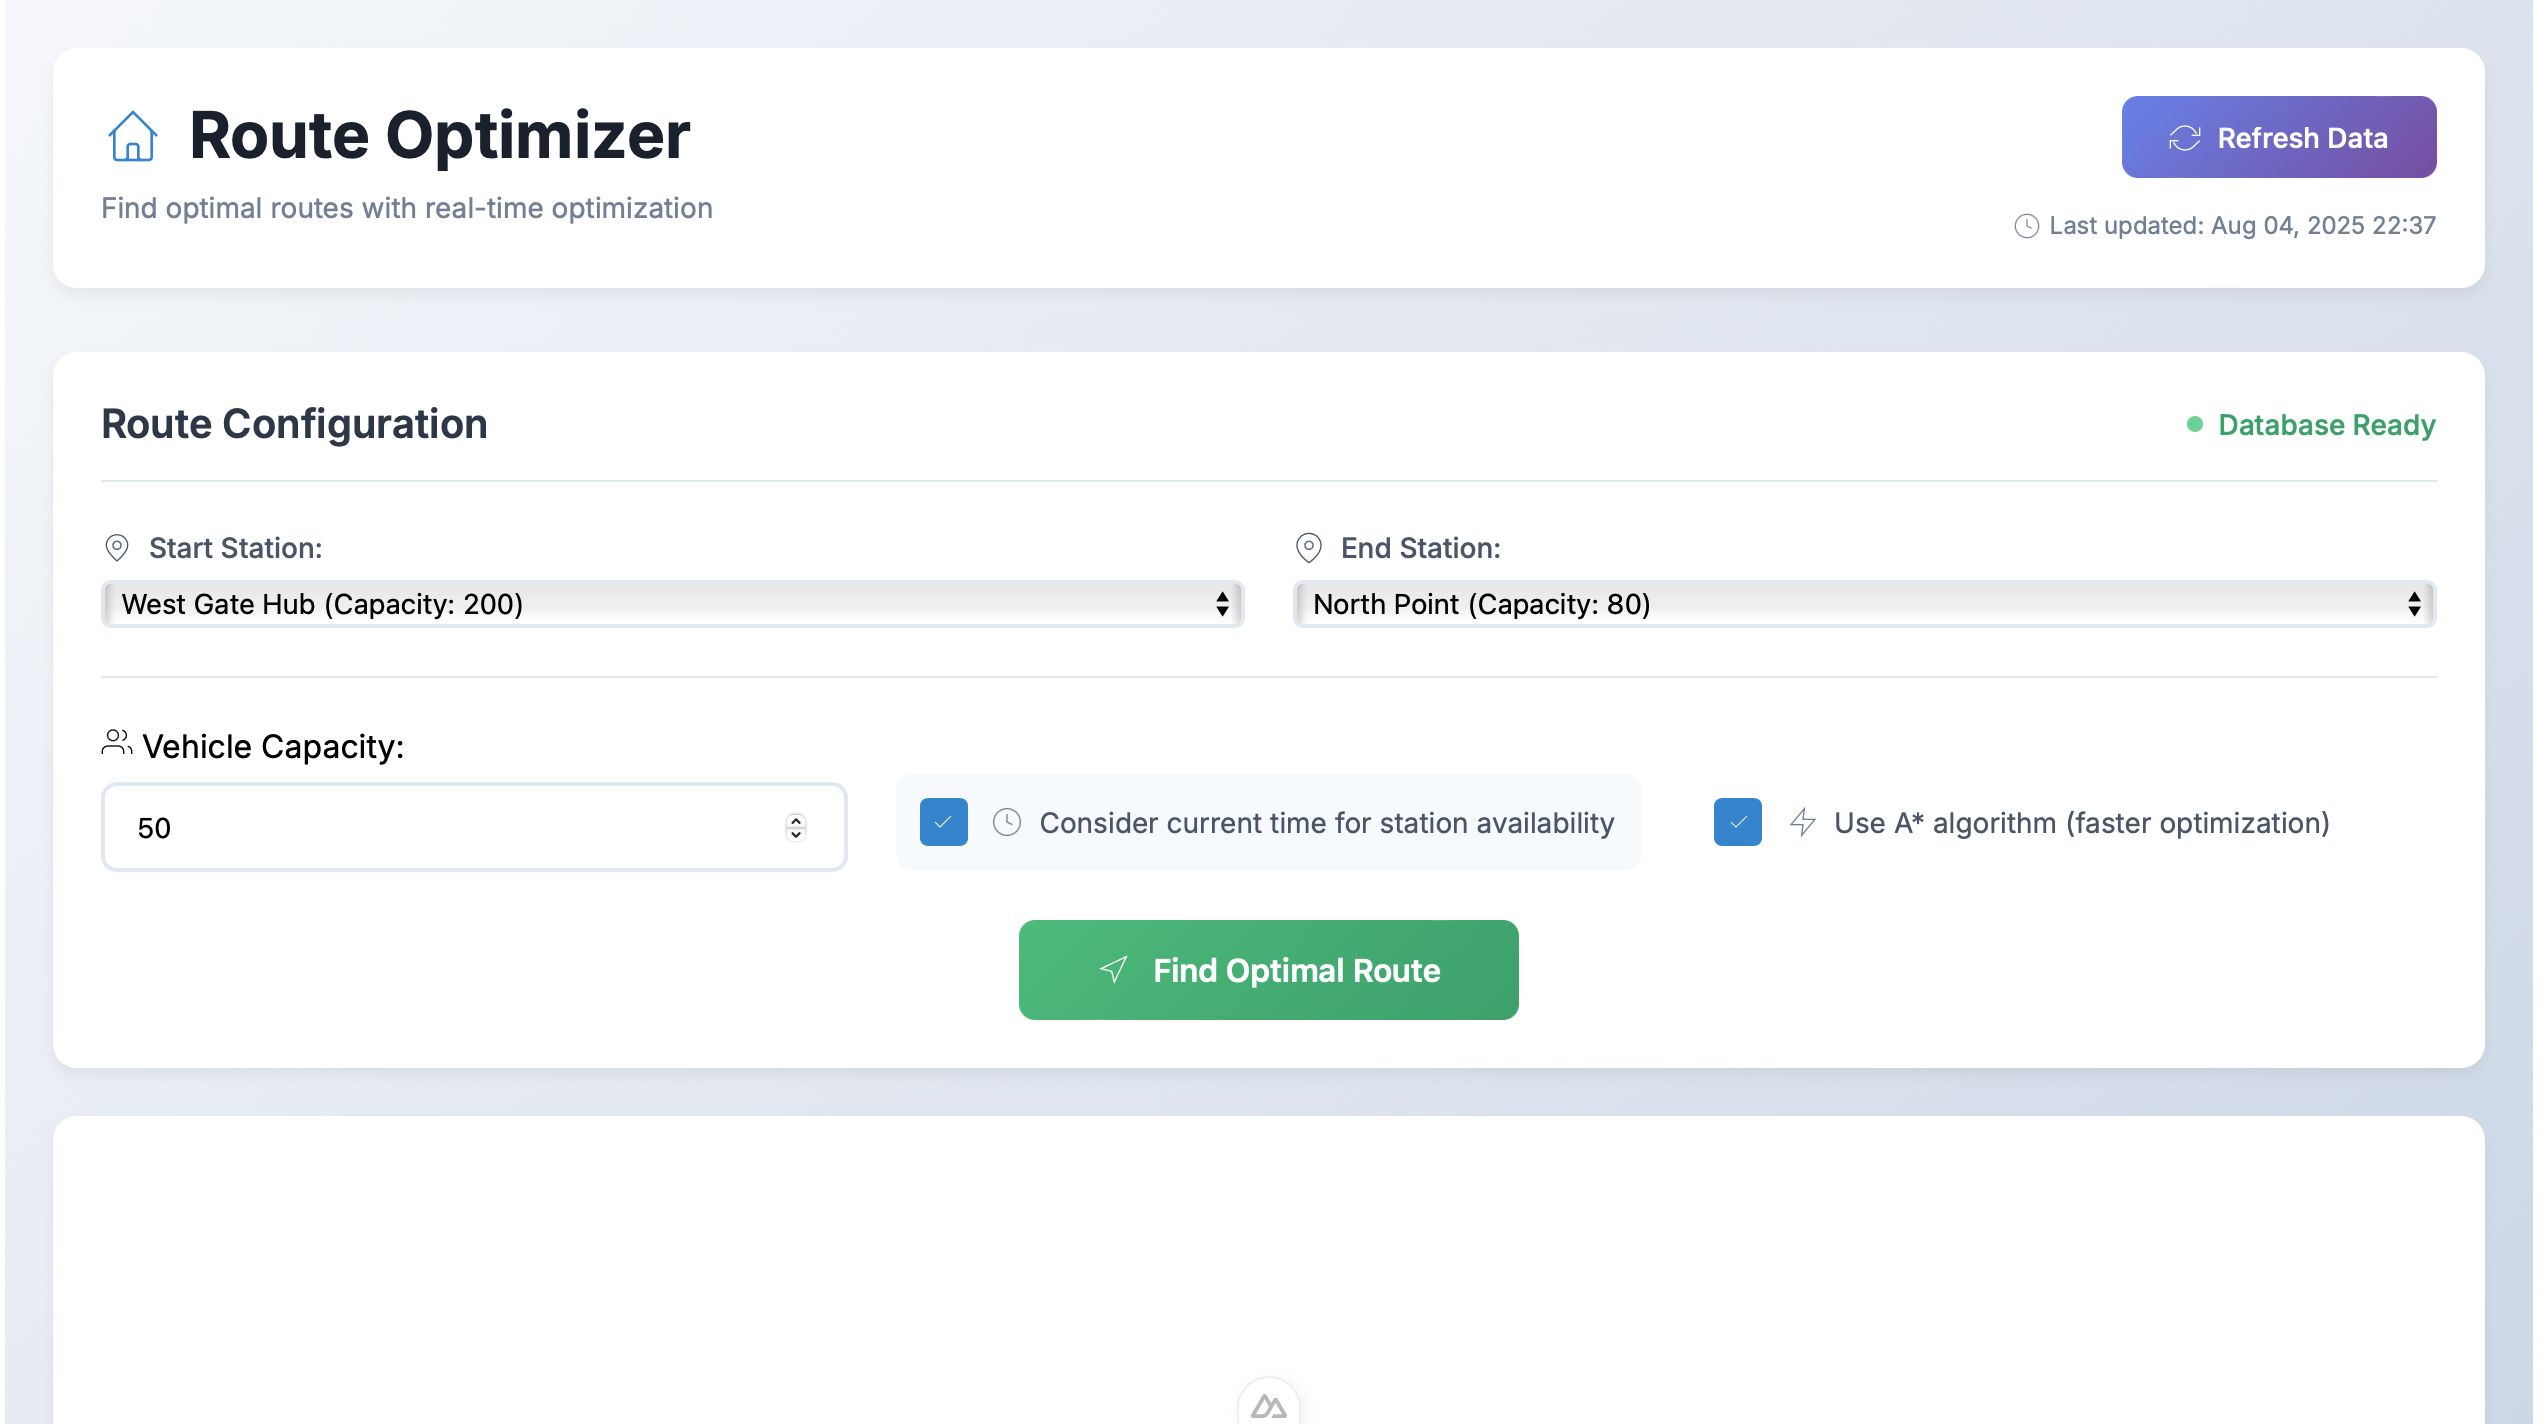 Route Optimizer
Refresh Data
Find optimal routes with real-time optimization
Last updated: Aug 04, 2025 22:37
Route Configuration
Database Ready
Start Station:
End Station:
West Gate Hub (Capacity: 200)
North Point (Capacity: 80)
Vehicle Capacity:
50
Consider current time for station availability
Use A* algorithm (faster optimization)
Find Optimal Route